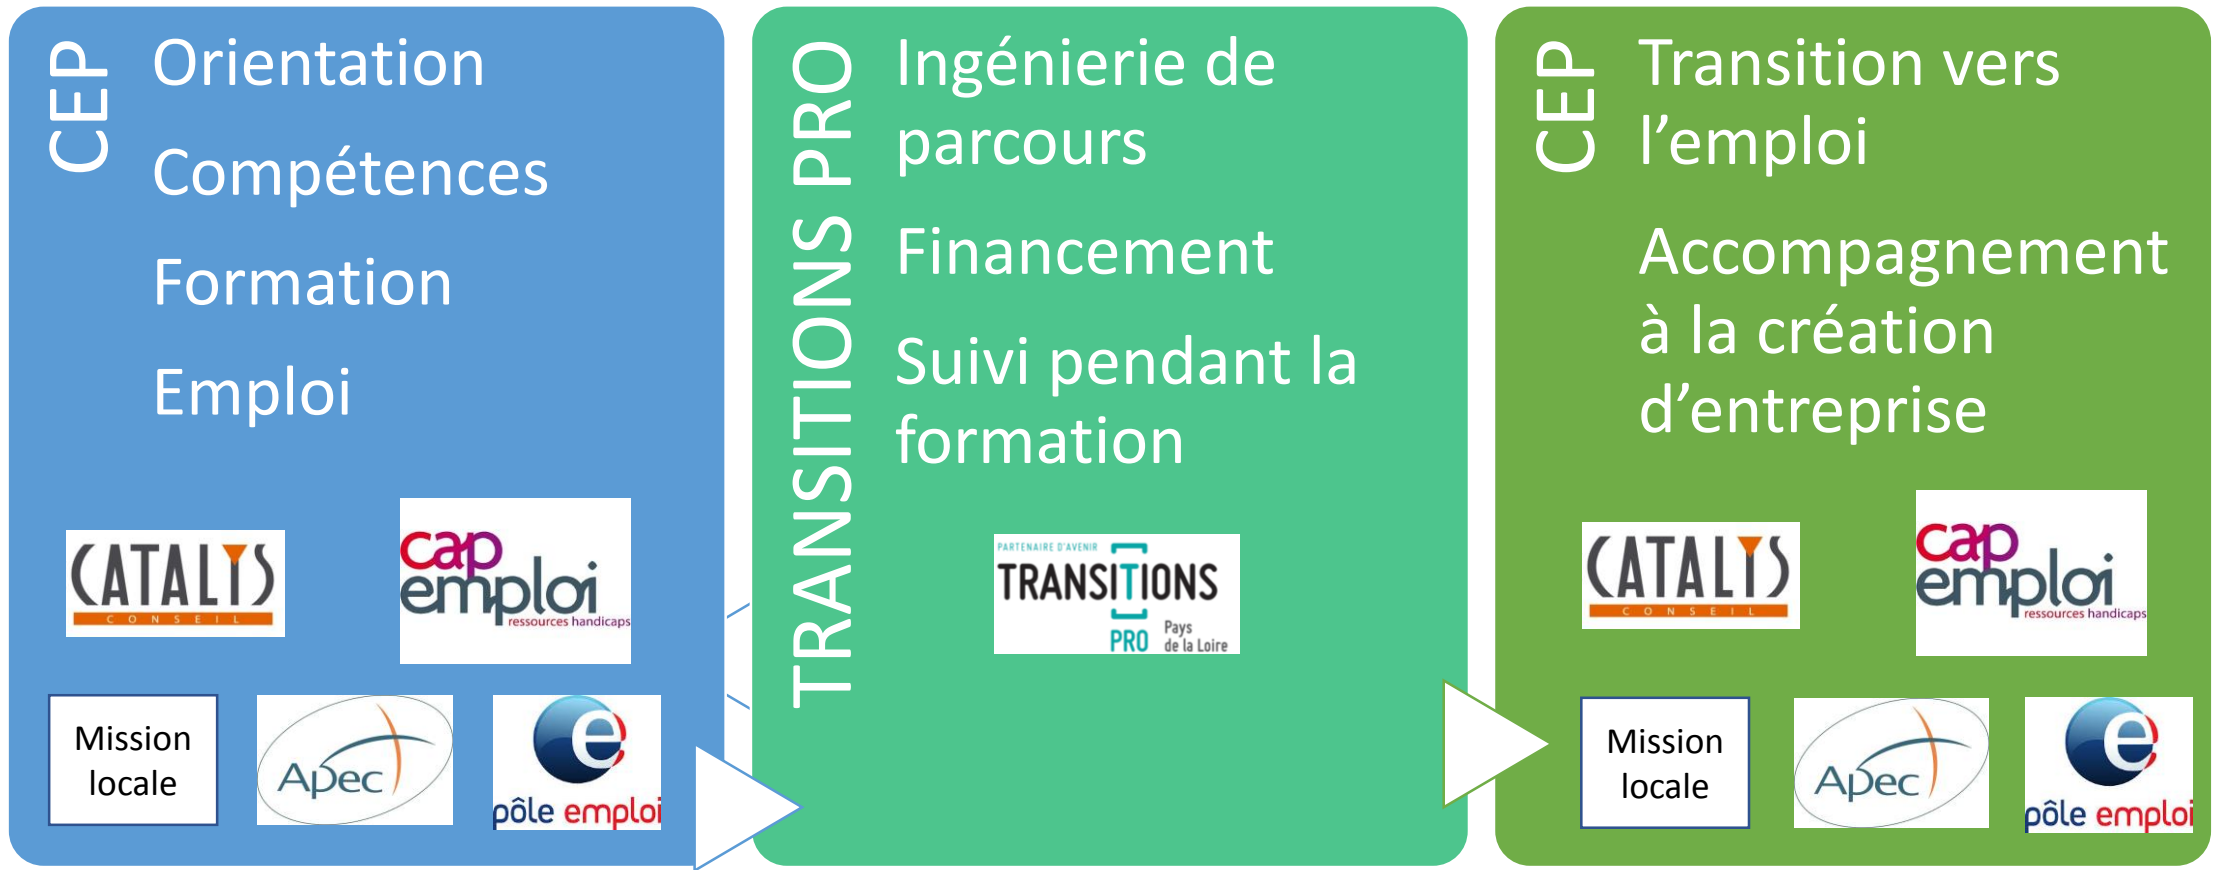 CEP
Orientation
Compétences
Formation
Emploi
CATALYS
CONSEIL
cap
emploi
ressources handicaps
Mission
locale
Apec
pôle emploi
TRANSITIONS PRO
Ingénierie de
parcours
Financement
Suivi pendant la
formation
PARTENAIRE D'AVENIR
TRANSITIONS
PRO
Pays
de la Loire
CEP
Transition vers
l’emploi
Accompagnement
à la création
d’entreprise
CATALYS
CONSEIL
cap
emploi
ressources handicaps
Mission
locale
Apec
pôle emploi